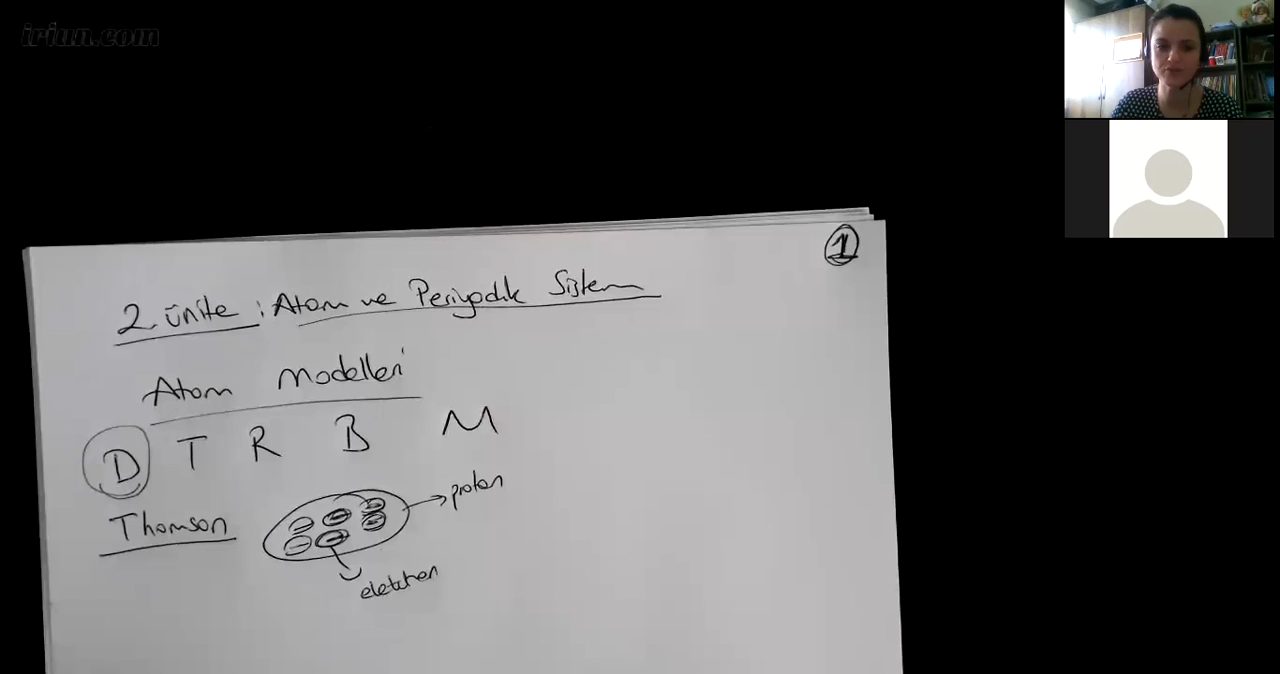 iriun.com
1
2. ünite : Atom ve Periyodik Sistem
Atom Modelleri
D T R B M
proton
Thomson
elektron